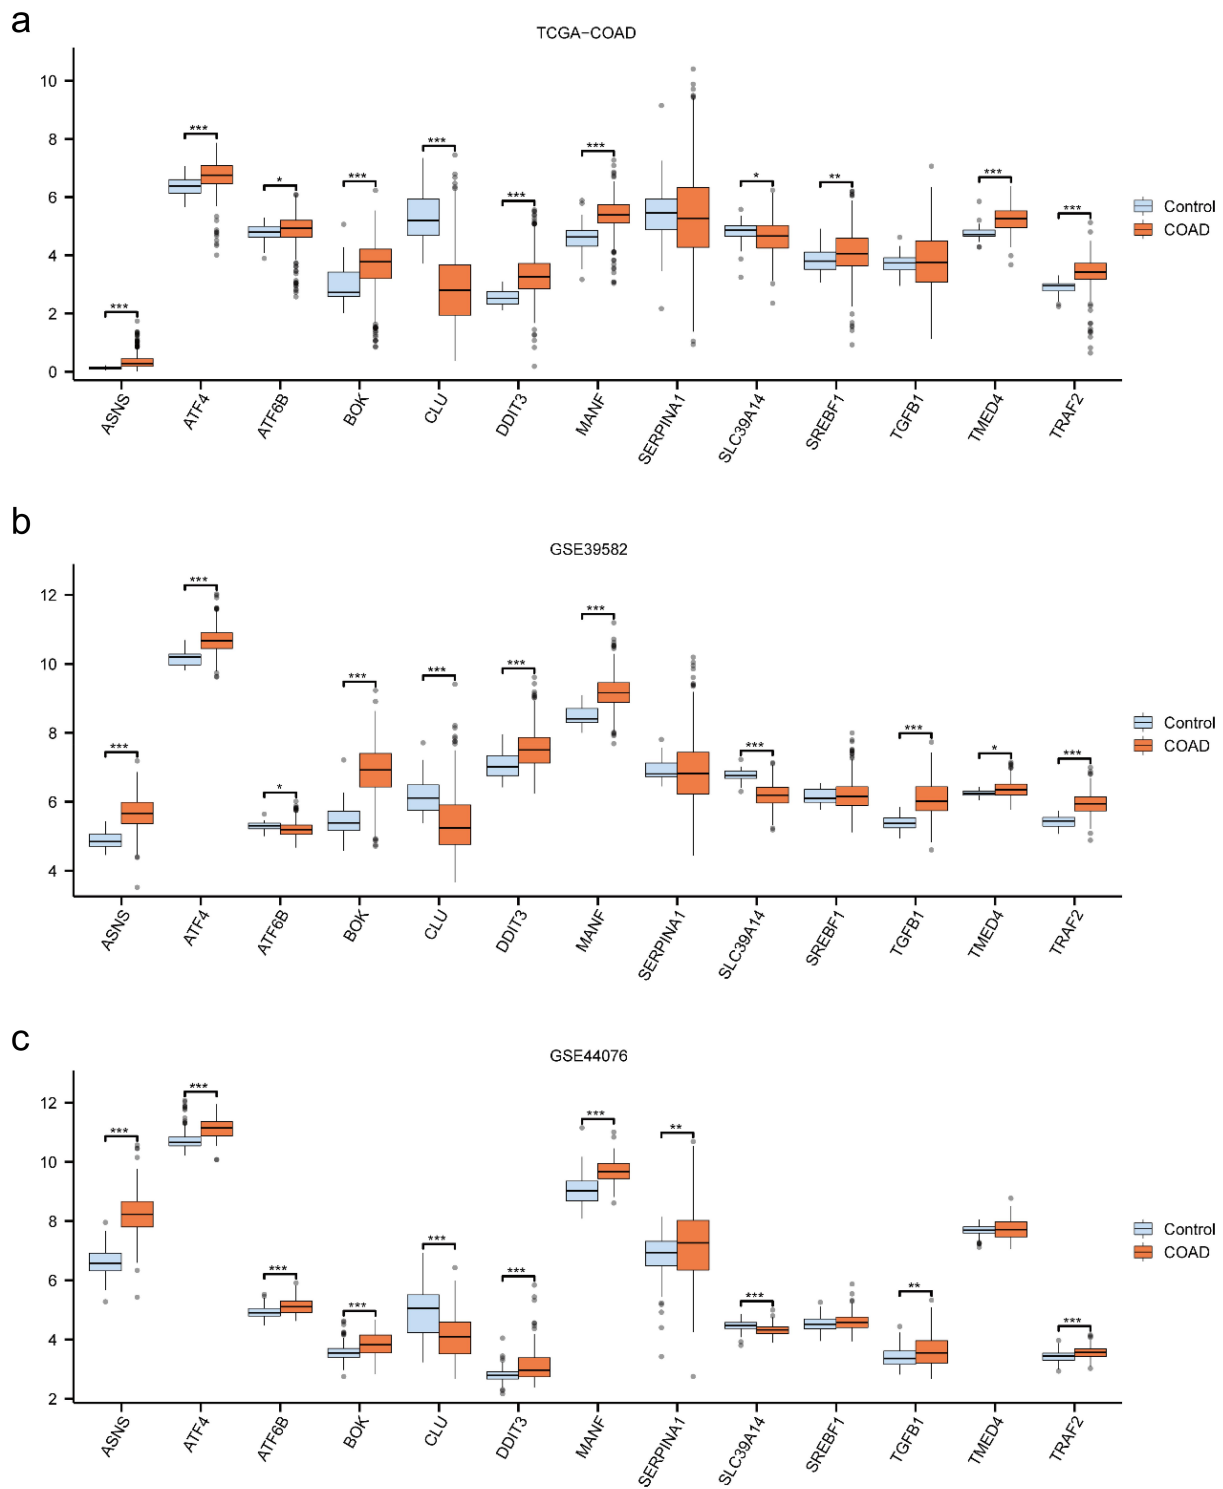 a
TCGA-COAD
10
8
6
4
2
0
*** *** * *** *** *** *** * ** *** ***
ASNS ATF4 ATF6B BOK CLU DDIT3 MANF SERPINA1 SLC39A14 SREBF1 TGFB1 TMED4 TRAF2
Control
COAD
b
GSE39582
12
10
8
6
4
*** *** * *** *** *** *** *** *** * ***
ASNS ATF4 ATF6B BOK CLU DDIT3 MANF SERPINA1 SLC39A14 SREBF1 TGFB1 TMED4 TRAF2
Control
COAD
c
GSE44076
12
10
8
6
4
2
*** *** *** *** *** *** *** ** *** ** ***
ASNS ATF4 ATF6B BOK CLU DDIT3 MANF SERPINA1 SLC39A14 SREBF1 TGFB1 TMED4 TRAF2
Control
COAD